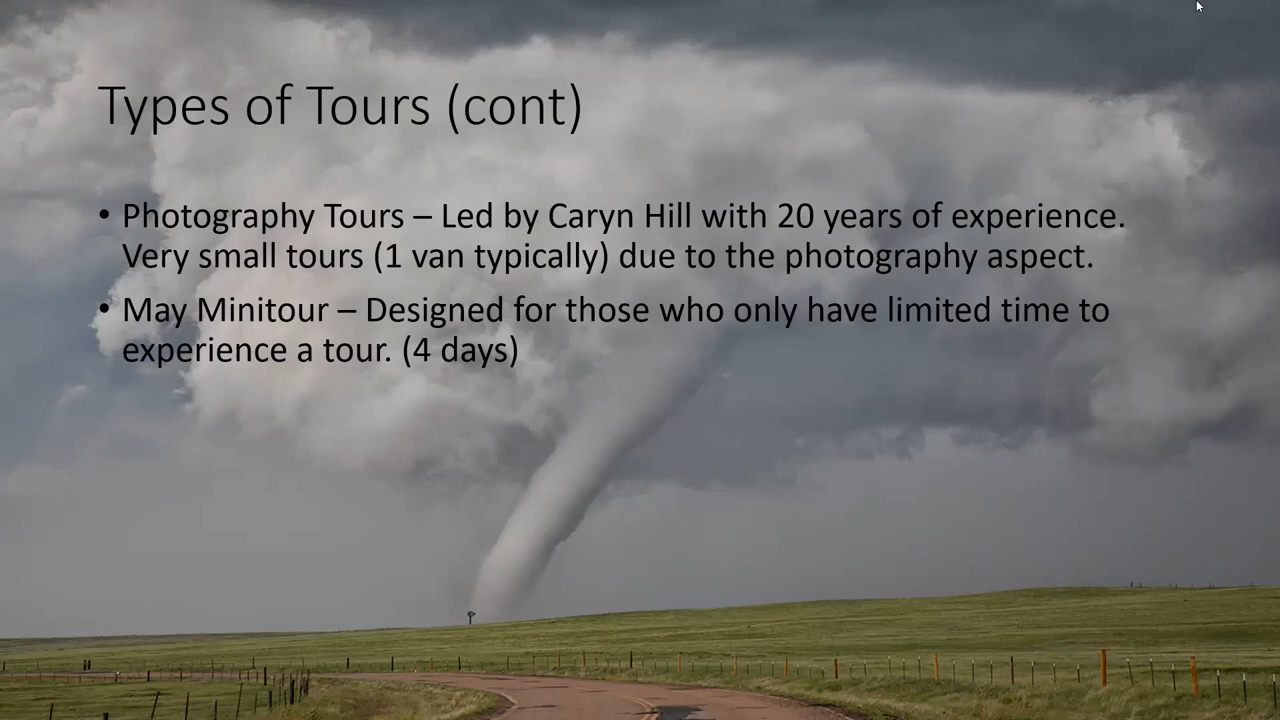 Types of Tours (cont)
• Photography Tours – Led by Caryn Hill with 20 years of experience.
Very small tours (1 van typically) due to the photography aspect.
• May Minitour – Designed for those who only have limited time to
experience a tour. (4 days)